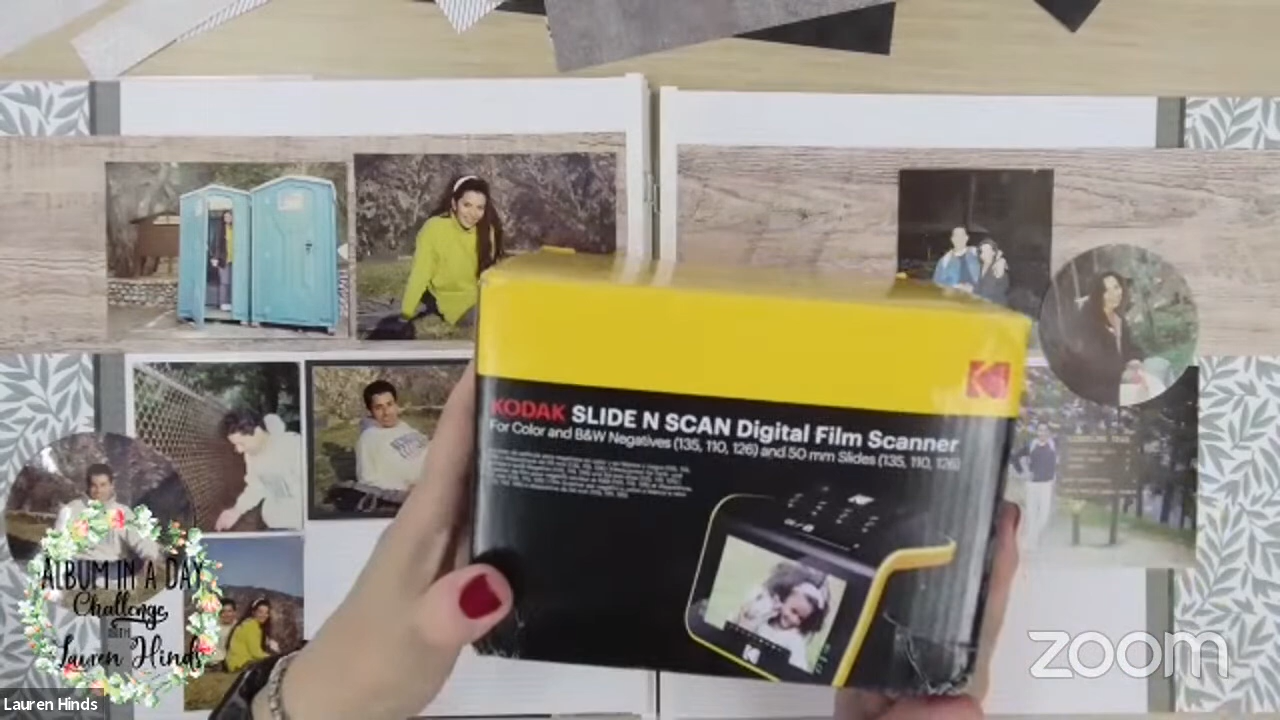 KODAK SLIDE N SCAN Digital Film Scanner
For Color and B&W Negatives (135, 110, 126) and 50 mm Slides (135, 110, 126)
ALBUM IN A DAY
Challenge
WITH
Lauren Hinds
Lauren Hinds
zoom